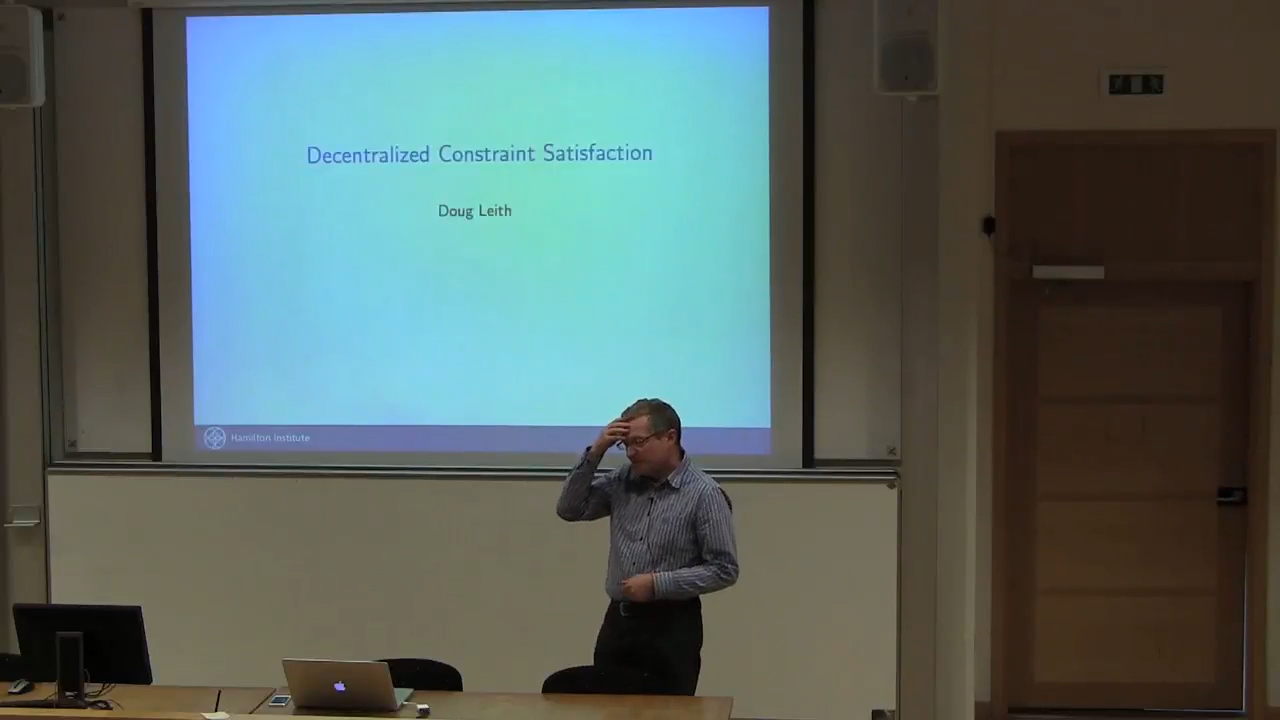 Decentralized Constraint Satisfaction
Doug Leith
Hamilton Institute